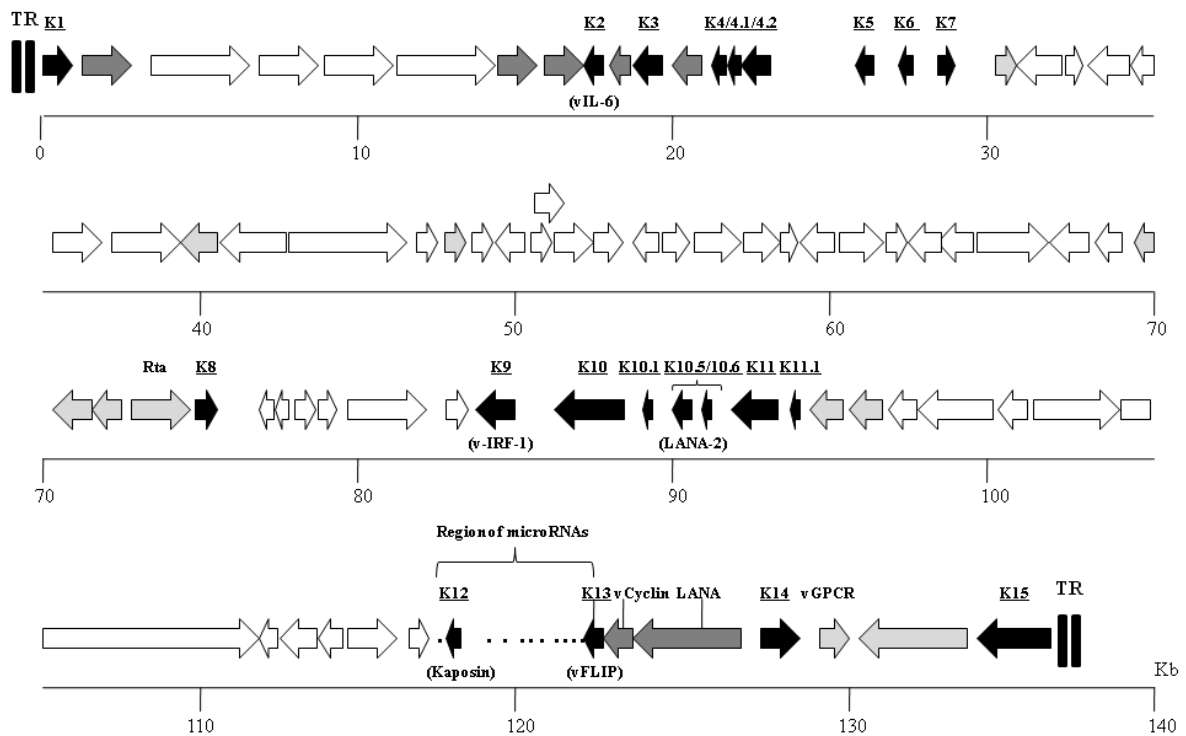 TR K1 K2 K3 K4/4.1/4.2 K5 K6 K7
(vIL-6)
0 10 20 30
40 50 60 70
Rta K8 K9 K10 K10.1 K10.5/10.6 K11 K11.1
(v-IRF-1) (LANA-2)
70 80 90 100
Region of microRNAs
K12 K13 vCyclin LANA K14 vGPCR K15 TR
(Kaposin) (vFLIP) Kb
110 120 130 140